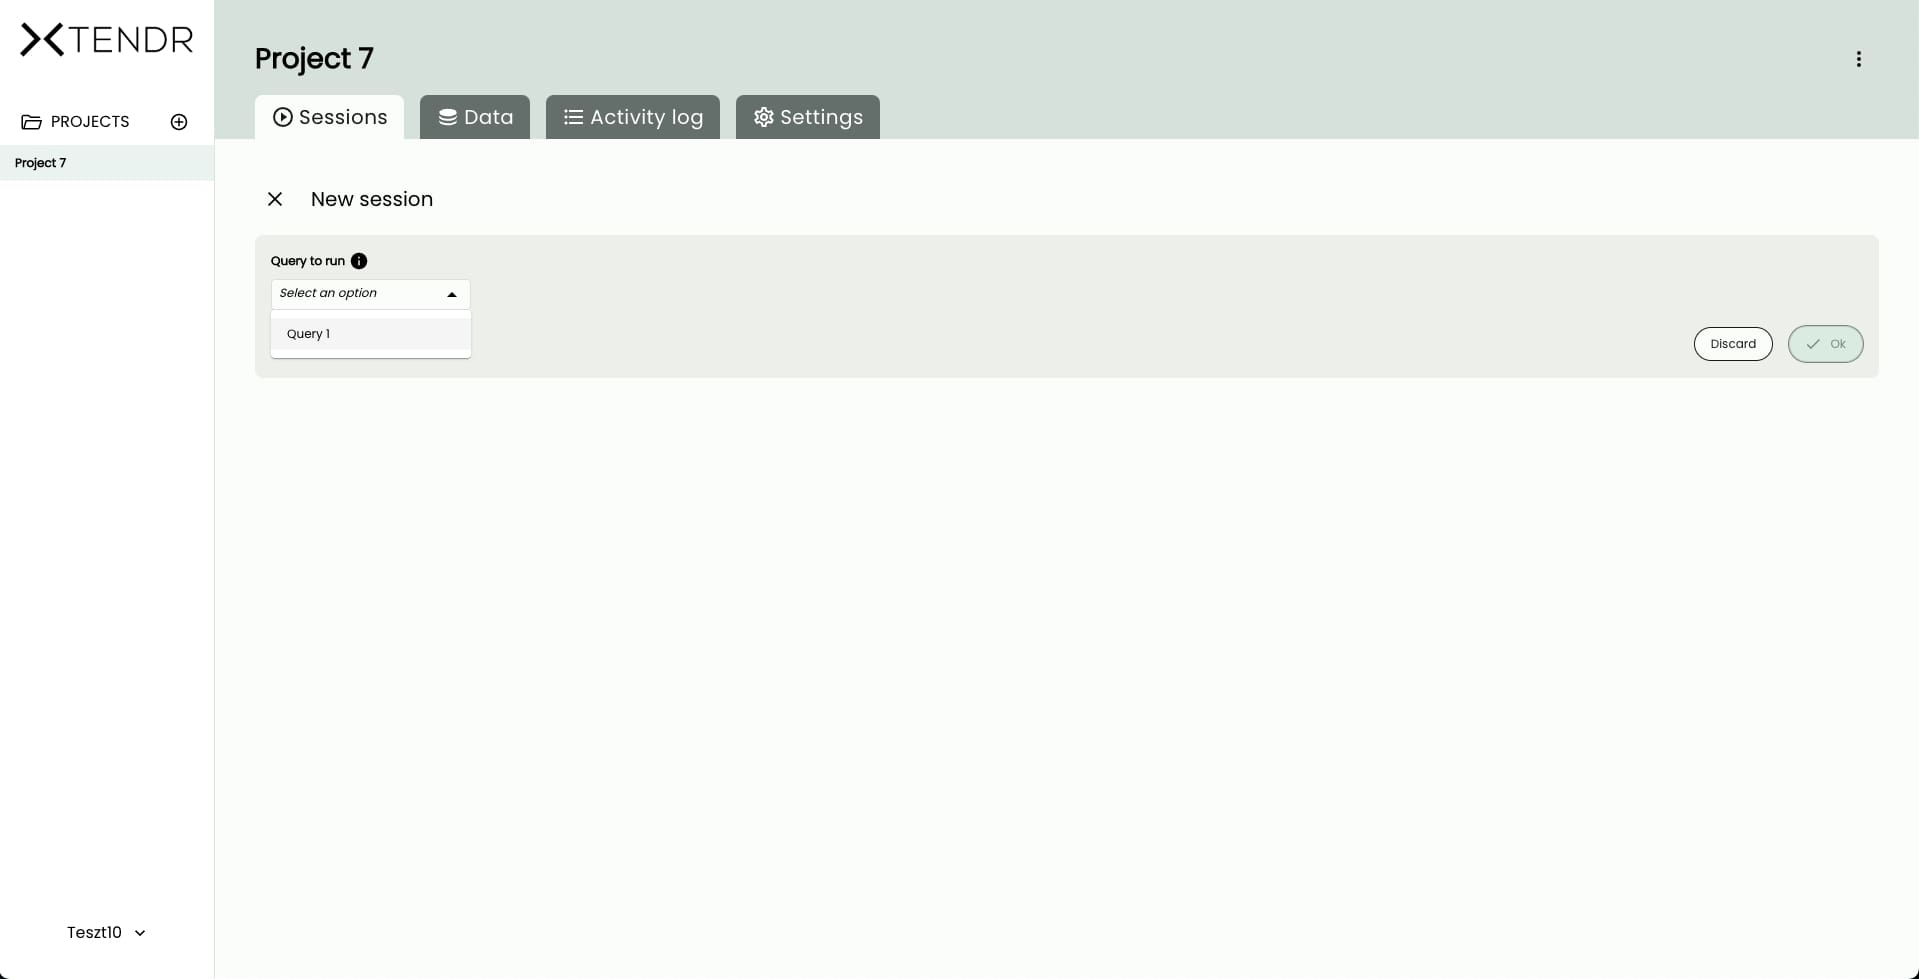 XTENDR
PROJECTS
Project 7
Teszt10
Project 7
Sessions
Data
Activity log
Settings
New session
Query to run
Select an option
Query 1
Discard
Ok